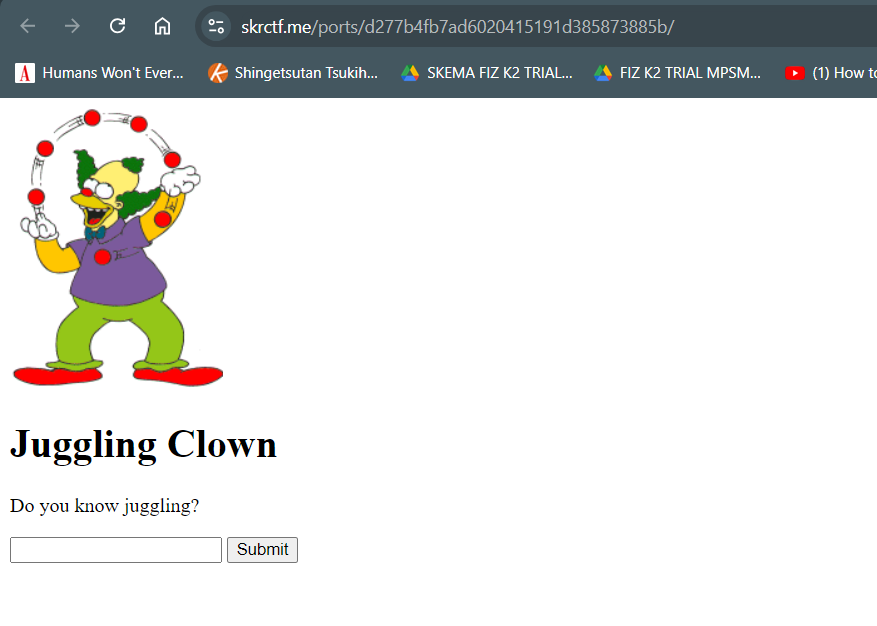 skrctf.me/ports/d277b4fb7ad6020415191d385873885b/
A Humans Won't Ever... Shingetsutan Tsukih... SKEMA FIZ K2 TRIAL... FIZ K2 TRIAL MPSM... (1) How to
Juggling Clown
Do you know juggling?
Submit